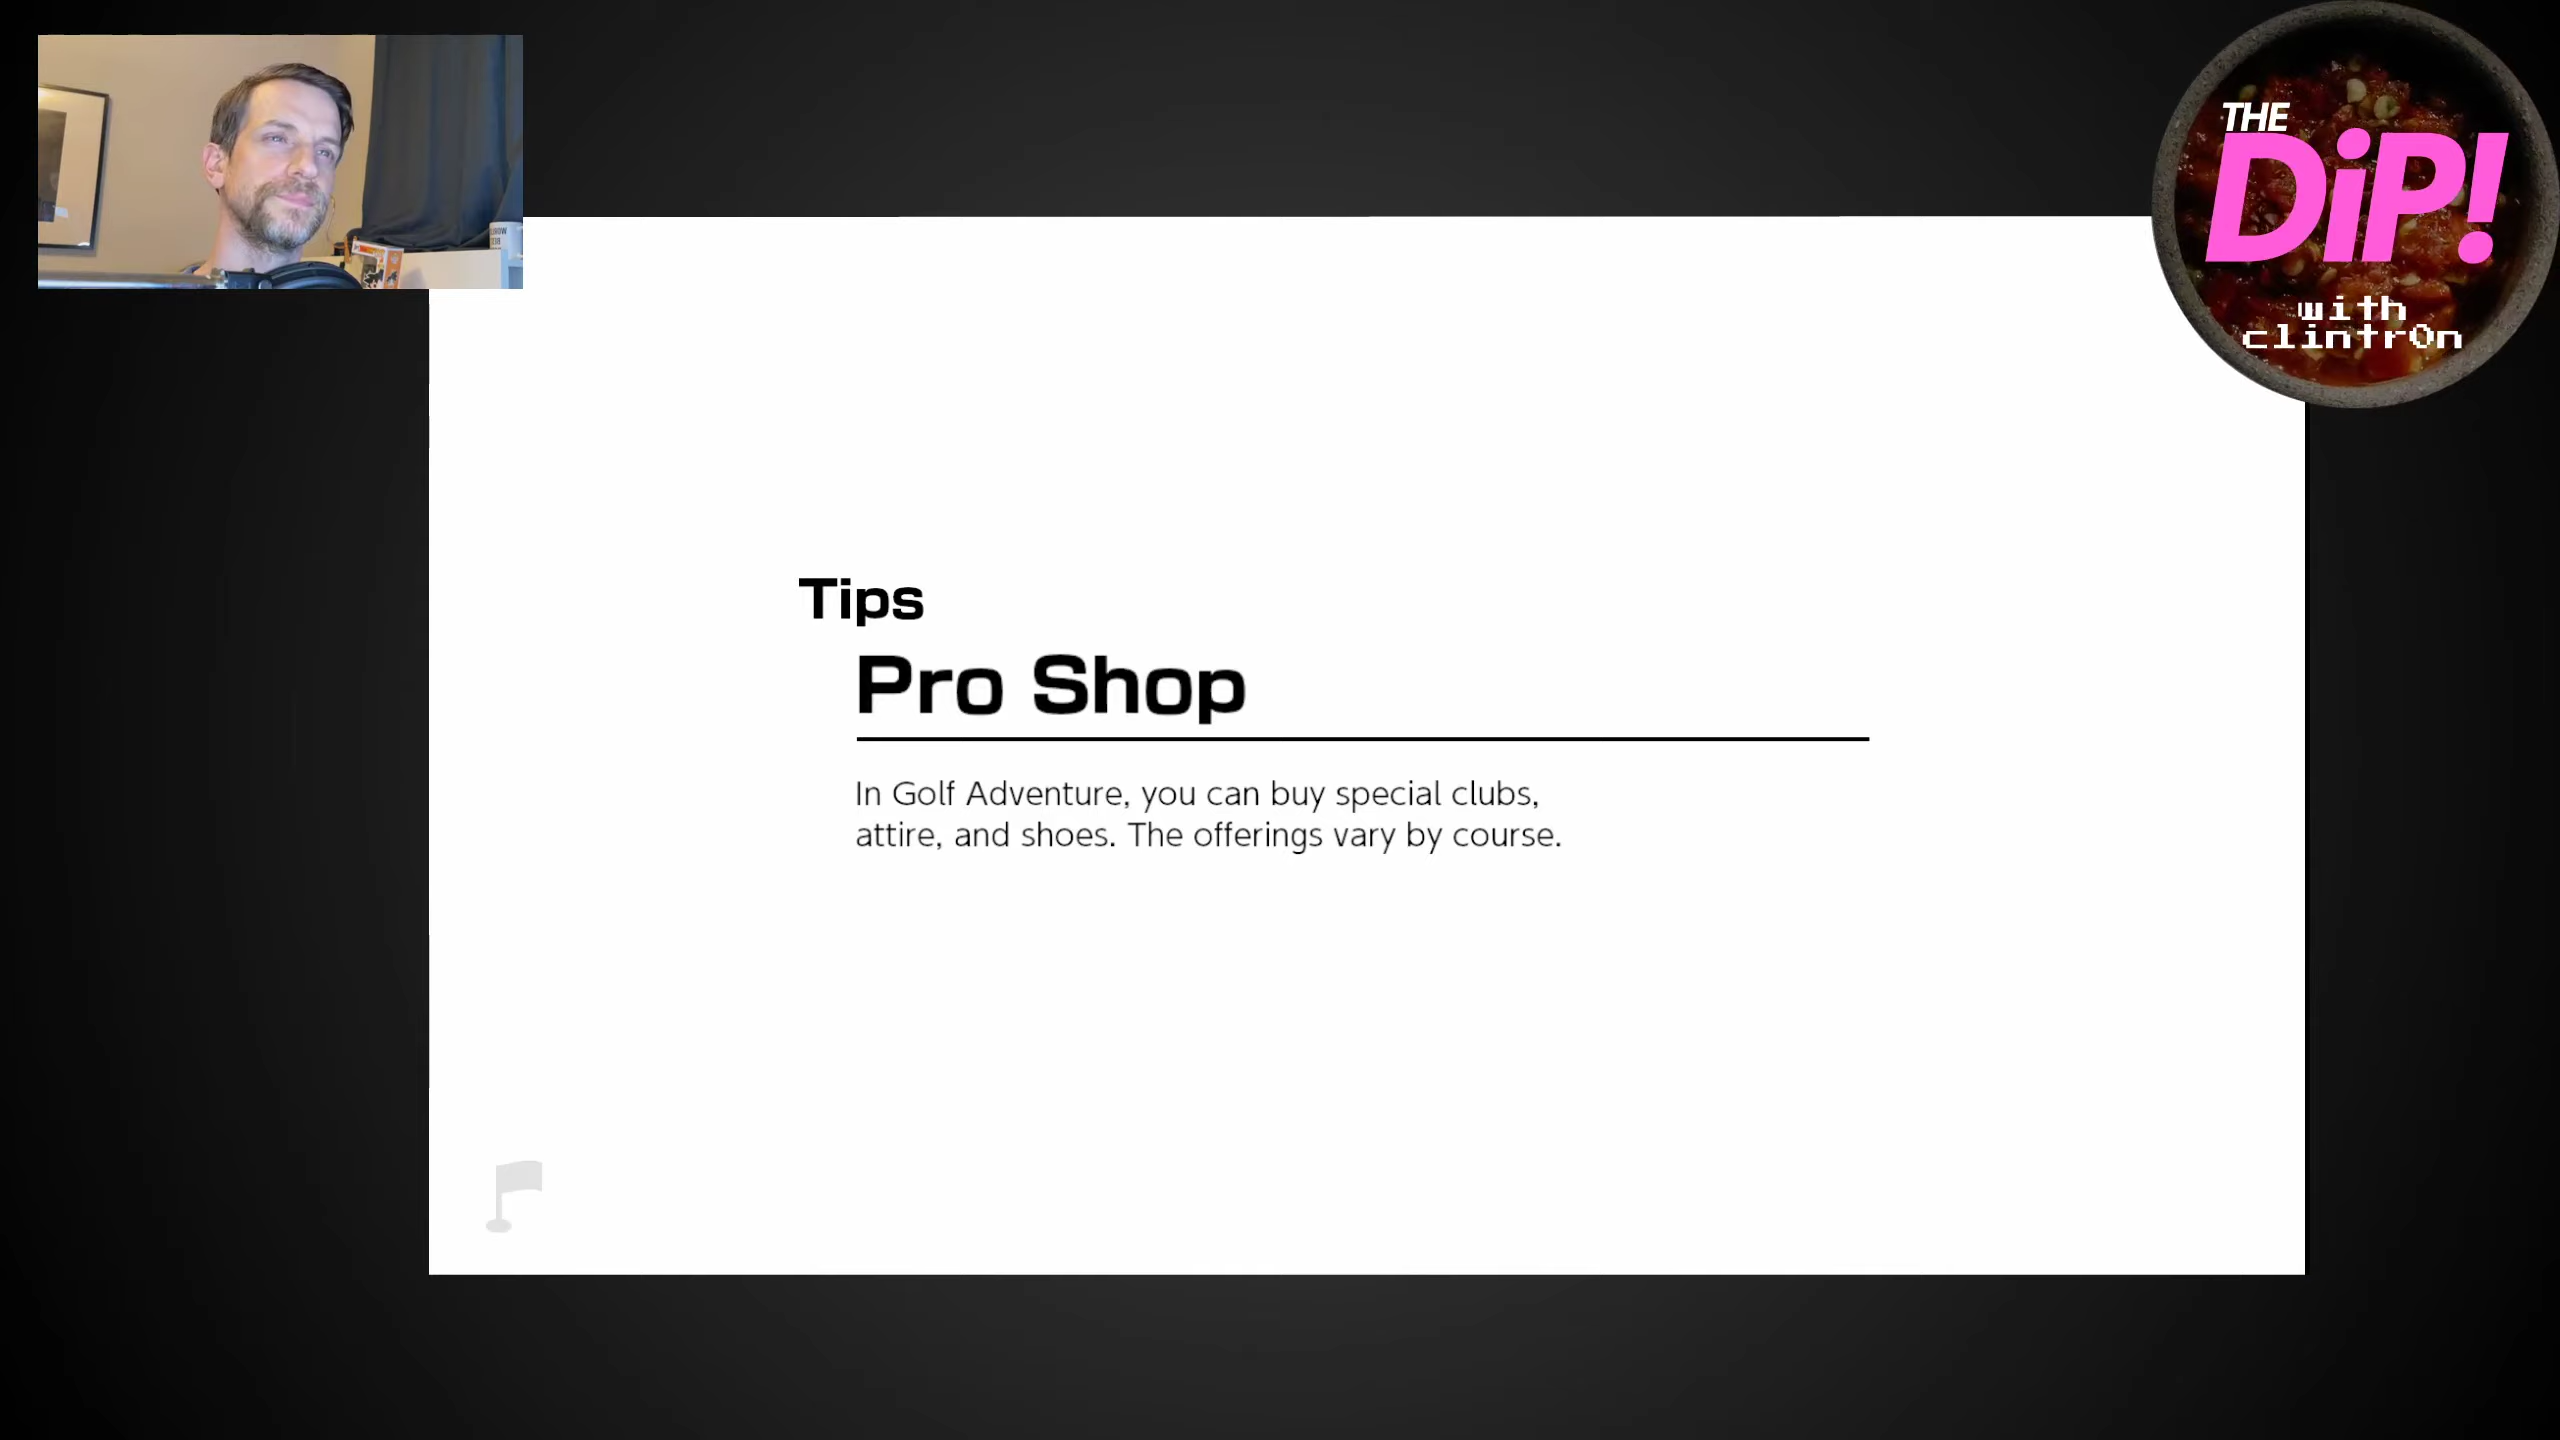 THE
DiP!
with
clintr0n
Tips
Pro Shop
In Golf Adventure, you can buy special clubs,
attire, and shoes. The offerings vary by course.